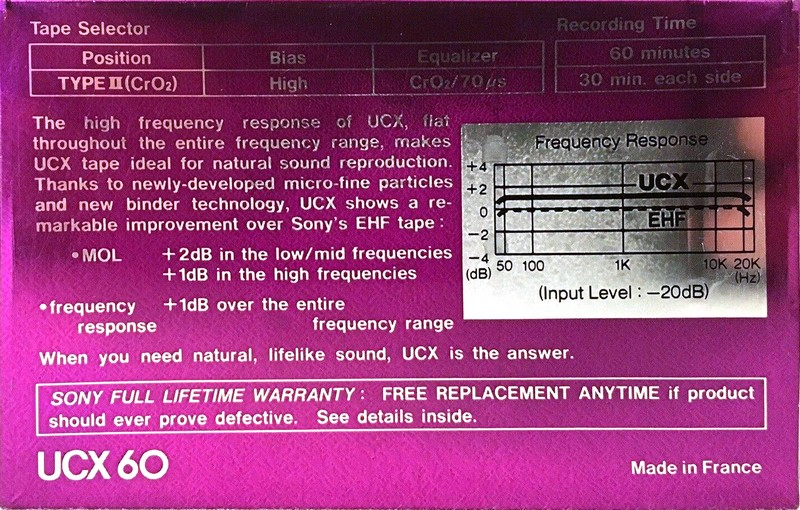 Tape Selector
Recording Time
Position Bias Equalizer
60 minutes
TYPE II (CrO₂) High CrO₂/70μs
30 min. each side
The high frequency response of UCX, flat
throughout the entire frequency range, makes
UCX tape ideal for natural sound reproduction.
Thanks to newly-developed micro-fine particles
and new binder technology, UCX shows a re-
markable improvement over Sony's EHF tape:
•MOL +2dB in the low/mid frequencies
+1dB in the high frequencies
•frequency +1dB over the entire
response frequency range
Frequency Response
+4
+2
0
−2
−4
(dB)
UCX
EHF
50 100 1K 10K 20K
(Hz)
(Input Level : −20dB)
When you need natural, lifelike sound, UCX is the answer.
SONY FULL LIFETIME WARRANTY: FREE REPLACEMENT ANYTIME if product
should ever prove defective. See details inside.
UCX 60
Made in France